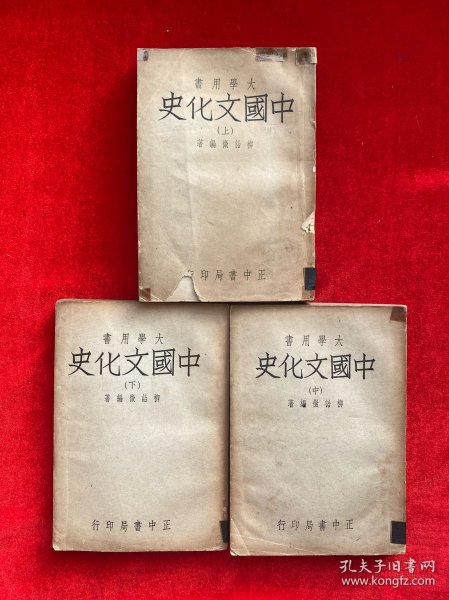 大學用書
中國文化史
(上)
柳詒徵編著
正中書局印行
大學用書
中國文化史
(下)
柳詒徵編著
正中書局印行
大學用書
中國文化史
(中)
柳詒徵編著
正中書局印行
孔夫子旧书网
www.kongfz.com